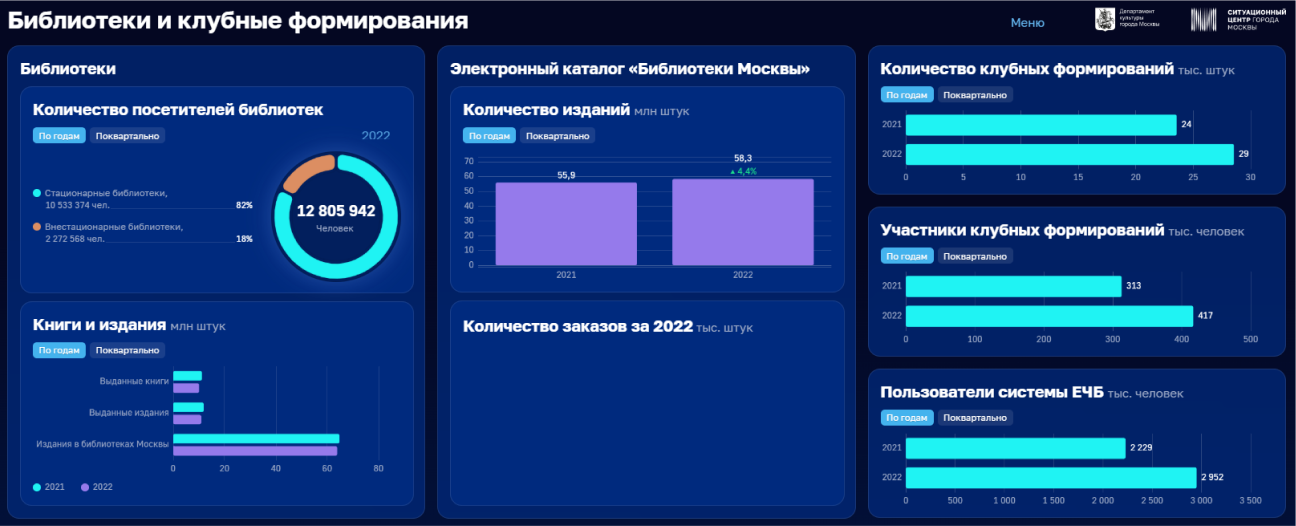 Библиотеки и клубные формирования
Меню
Департамент
культуры
города Москвы
СИТУАЦИОННЫЙ
ЦЕНТР ГОРОДА
МОСКВЫ
Библиотеки
Количество посетителей библиотек
По годам Поквартально
2022
Стационарные библиотеки,
10 533 374 чел. 82%
Внестационарные библиотеки,
2 272 568 чел. 18%
12 805 942
Человек
Книги и издания млн штук
По годам Поквартально
Выданные книги
Выданные издания
Издания в библиотеках Москвы
0 20 40 60 80
2021 2022
Электронный каталог «Библиотеки Москвы»
Количество изданий млн штук
По годам Поквартально
70
60
50
40
30
20
10
0
55,9
58,3
▲ 4,4%
2021 2022
Количество заказов за 2022 тыс. штук
Количество клубных формирований тыс. штук
По годам Поквартально
2021 24
2022 29
0 5 10 15 20 25 30
Участники клубных формирований тыс. человек
По годам Поквартально
2021 313
2022 417
0 100 200 300 400 500
Пользователи системы ЕЧБ тыс. человек
По годам Поквартально
2021 2 229
2022 2 952
0 500 1 000 1 500 2 000 2 500 3 000 3 500